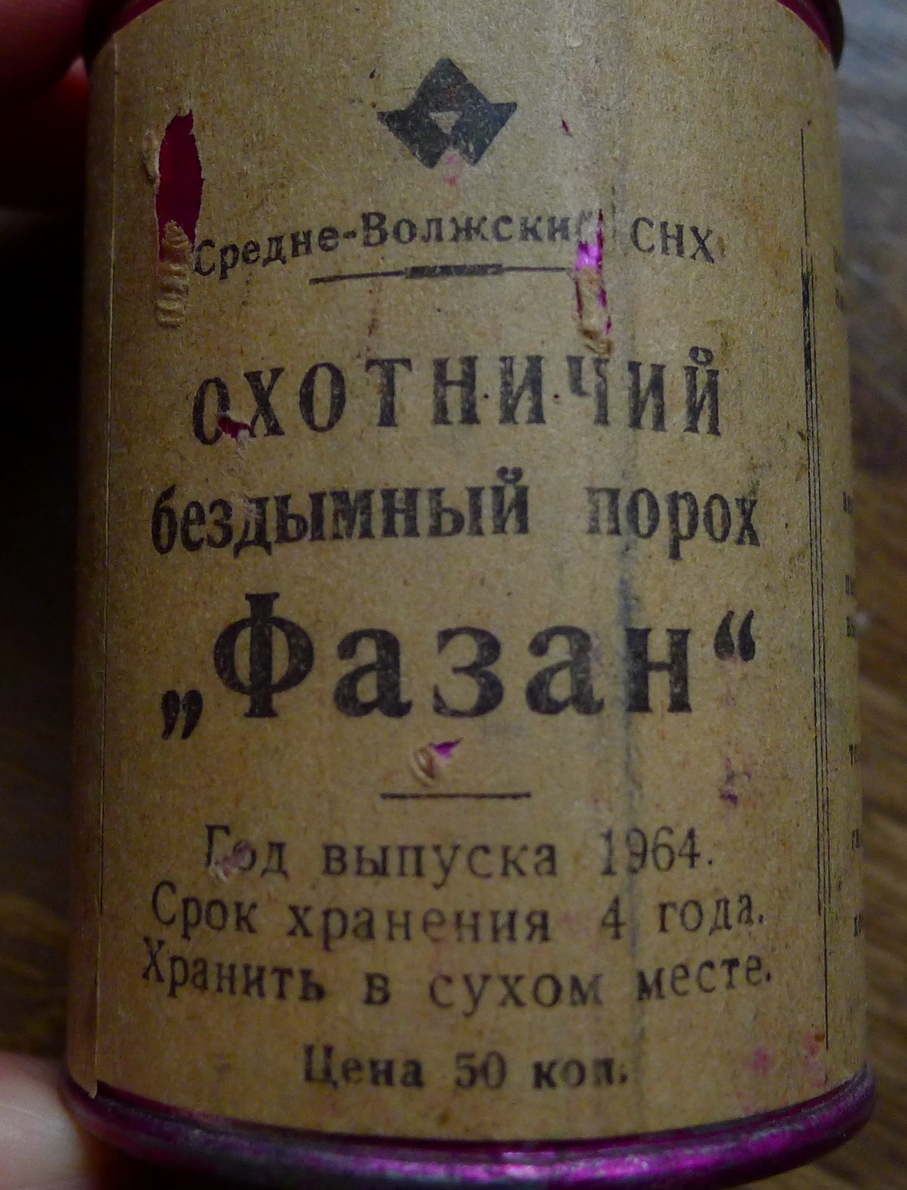 Средне-Волжский СНХ
ОХОТНИЧИЙ
бездымный порох
„Фазан“
Год выпуска 1964.
Срок хранения 4 года.
Хранить в сухом месте.
Цена 50 коп.